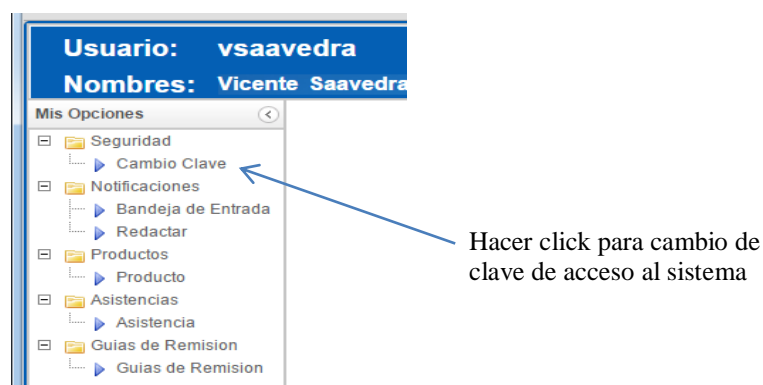 Usuario: vsaavedra
Nombres: Vicente Saavedra
Mis Opciones
Seguridad
Cambio Clave
Notificaciones
Bandeja de Entrada
Redactar
Productos
Producto
Asistencias
Asistencia
Guias de Remision
Guias de Remision
Hacer click para cambio de
clave de acceso al sistema